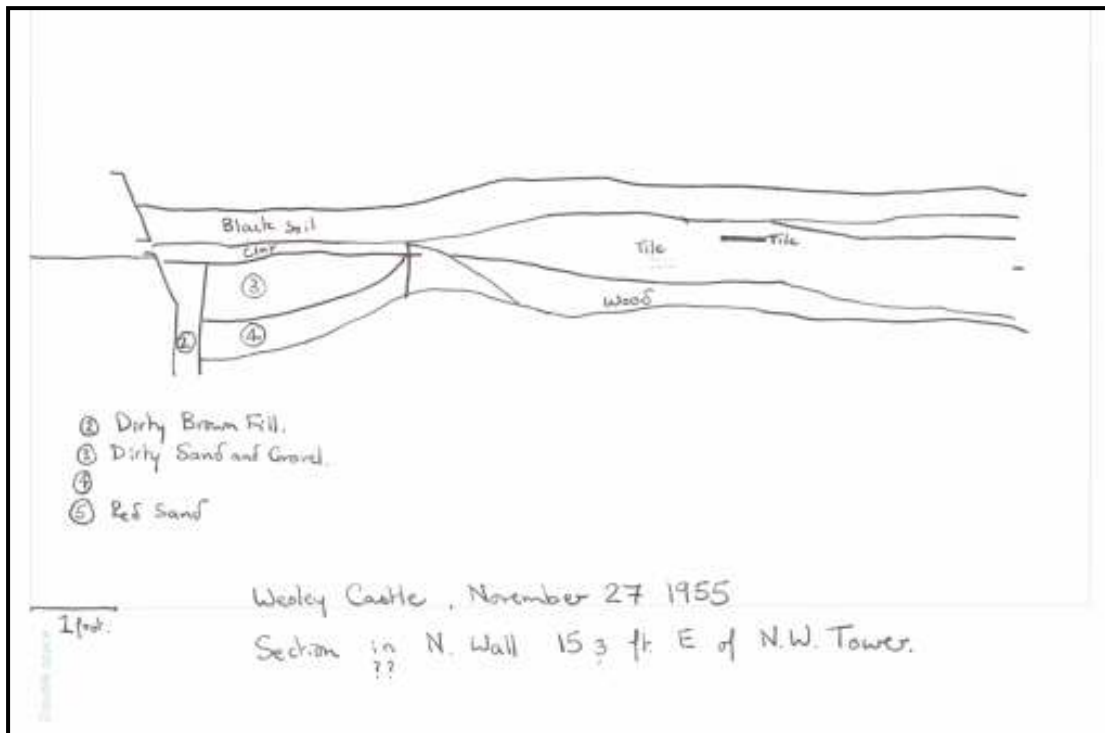 Black Soil
Clay
Tile
Tile
③
Wood
②
④
② Dirty Brown Fill.
③ Dirty Sand and Gravel.
④
⑤ Red Sand
Weoley Castle, November 27 1955
1 foot.
Section in N. Wall 15 3 ft. E of N.W. Tower.
? ?